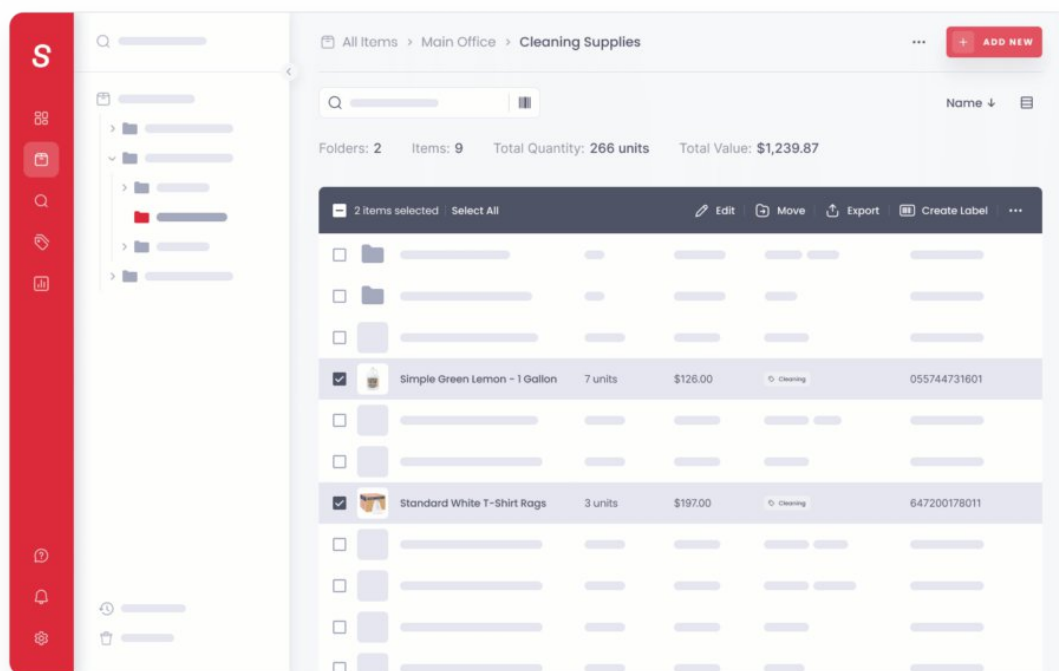 S
All Items > Main Office > Cleaning Supplies
... + ADD NEW
Name ↓
Folders: 2 Items: 9 Total Quantity: 266 units Total Value: $1,239.87
2 items selected Select All Edit Move Export Create Label ...
Simple Green Lemon - 1 Gallon 7 units $126.00 Cleaning 055744731601
Standard White T-Shirt Rags 3 units $197.00 Cleaning 647200178011